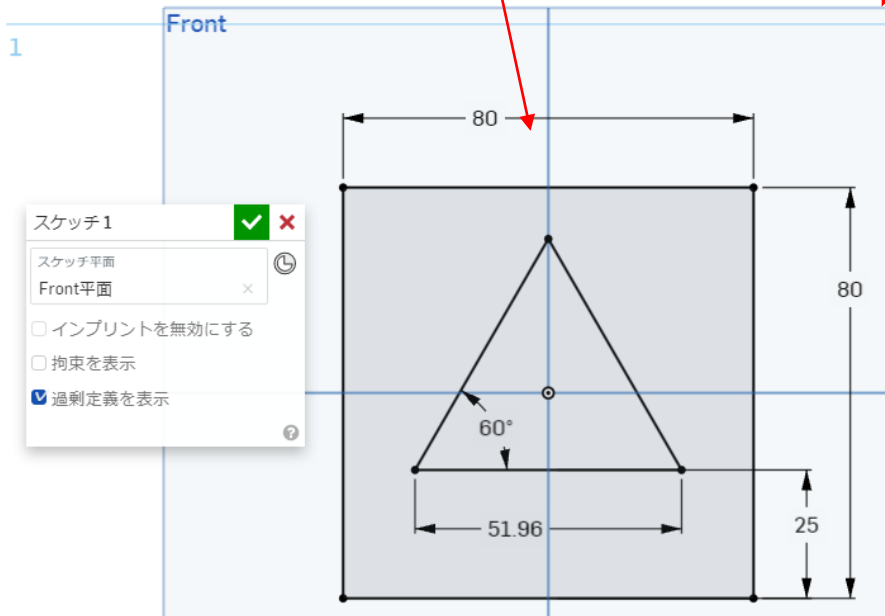 Front
1
80
スケッチ1
スケッチ平面
Front平面
インプリントを無効にする
拘束を表示
過剰定義を表示
80
60°
51.96
25